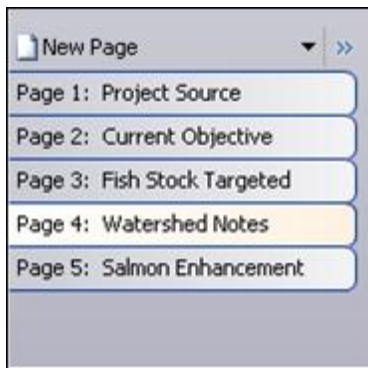 New Page
Page 1: Project Source
Page 2: Current Objective
Page 3: Fish Stock Targeted
Page 4: Watershed Notes
Page 5: Salmon Enhancement